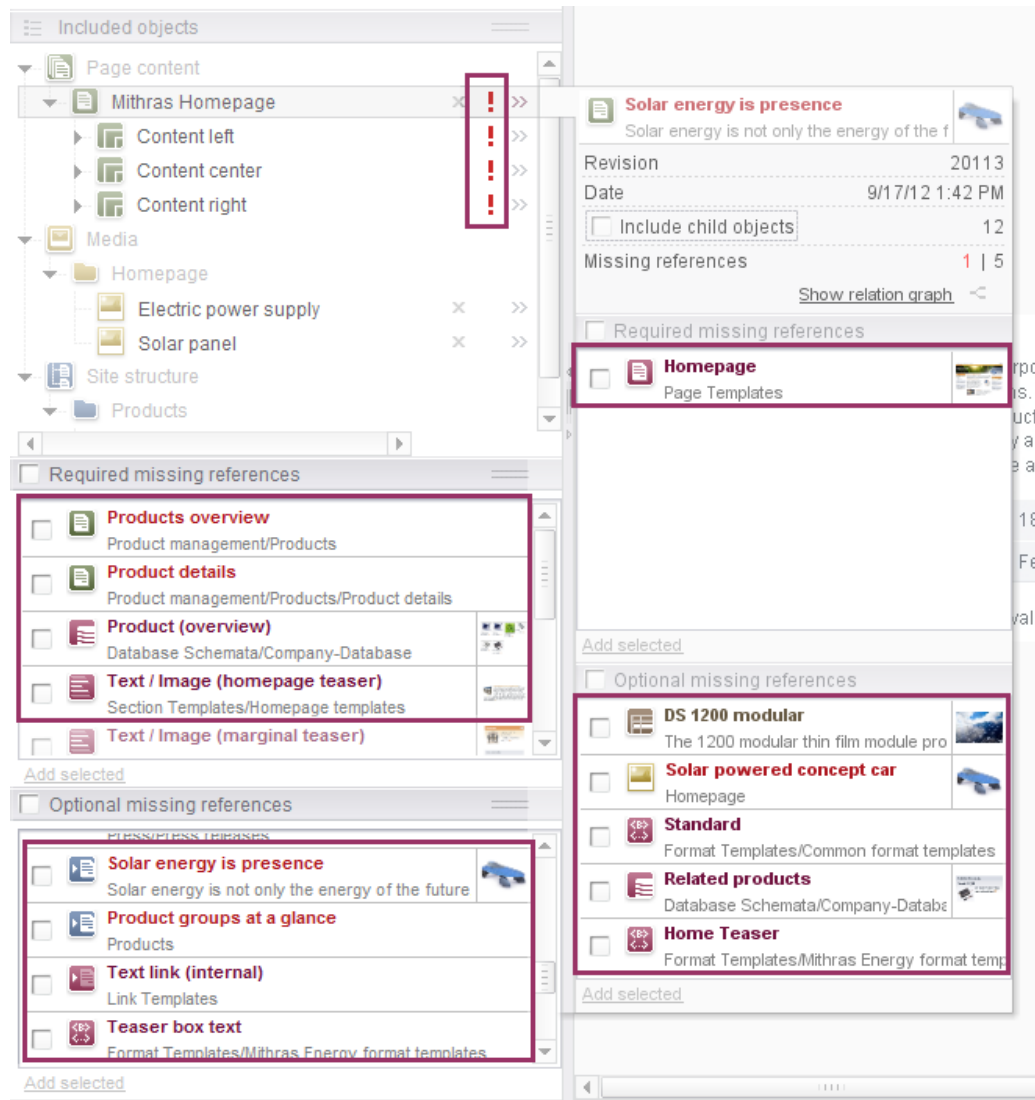 Included objects
Page content
Mithras Homepage
Content left
Content center
Content right
Media
Homepage
Electric power supply
Solar panel
Site structure
Products
Required missing references
Products overview
Product management/Products
Product details
Product management/Products/Product details
Product (overview)
Database Schemata/Company-Database
Text / Image (homepage teaser)
Section Templates/Homepage templates
Text / Image (marginal teaser)
Add selected
Optional missing references
Press/Press releases
Solar energy is presence
Solar energy is not only the energy of the future
Product groups at a glance
Products
Text link (internal)
Link Templates
Teaser box text
Format Templates/Mithras Energy format templates
Add selected
Solar energy is presence
Solar energy is not only the energy of the f
Revision 20113
Date 9/17/12 1:42 PM
Include child objects 12
Missing references 1 | 5
Show relation graph
Required missing references
Homepage
Page Templates
Add selected
Optional missing references
DS 1200 modular
The 1200 modular thin film module pro
Solar powered concept car
Homepage
Standard
Format Templates/Common format templates
Related products
Database Schemata/Company-Databa
Home Teaser
Format Templates/Mithras Energy format temp
Add selected